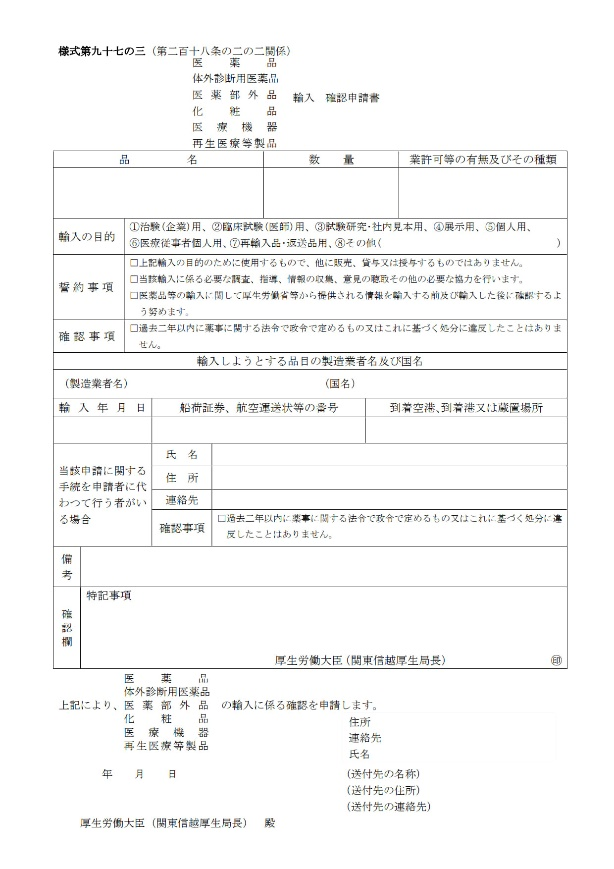 様式第九十七の三（第二百十八条の二の二関係）
医薬品
体外診断用医薬品
医薬部外品　輸入　確認申請書
化粧品
医療機器
再生医療等製品
品名　数量　業許可等の有無及びその種類
輸入の目的
①治験（企業）用、②臨床試験（医師）用、③試験研究・社内見本用、④展示用、⑤個人用、
⑥医療従事者個人用、⑦再輸入品・返送品用、⑧その他（　）
誓約事項
□上記輸入の目的のために使用するもので、他に販売、貸与又は授与するものではありません。
□当該輸入に係る必要な調査、指導、情報の収集、意見の聴取その他の必要な協力を行います。
□医薬品等の輸入に関して厚生労働省等から提供される情報を輸入する前及び輸入した後に確認するよ
う努めます。
確認事項
□過去二年以内に薬事に関する法令で政令で定めるもの又はこれに基づく処分に違反したことはありま
せん。
輸入しようとする品目の製造業者名及び国名
（製造業者名）　（国名）
輸入年月日　船荷証券、航空運送状等の番号　到着空港、到着港又は蔵置場所
当該申請に関する
手続を申請者に代
わつて行う者がい
る場合
氏名
住所
連絡先
確認事項
□過去二年以内に薬事に関する法令で政令で定めるもの又はこれに基づく処分に違
反したことはありません。
備考
確認欄
特記事項
厚生労働大臣（関東信越厚生局長）　㊞
医薬品
体外診断用医薬品
上記により、医薬部外品　の輸入に係る確認を申請します。
化粧品
医療機器
再生医療等製品
住所
連絡先
氏名
年　月　日
（送付先の名称）
（送付先の住所）
（送付先の連絡先）
厚生労働大臣（関東信越厚生局長）　殿